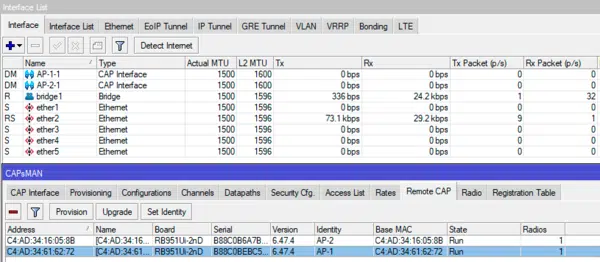 Interface List
Interface Interface List Ethernet EoIP Tunnel IP Tunnel GRE Tunnel VLAN VRRP Bonding LTE
Detect Internet
Name Type Actual MTU L2 MTU Tx Rx Tx Packet (p/s) Rx Packet (p/s)
DM AP-1-1 CAP Interface 1500 1600 0 bps 0 bps 0 0
DM AP-2-1 CAP Interface 1500 1600 0 bps 0 bps 0 0
R bridge1 Bridge 1500 1596 336 bps 24.2 kbps 1 32
S ether1 Ethernet 1500 1596 0 bps 0 bps 0 0
RS ether2 Ethernet 1500 1596 73.1 kbps 29.2 kbps 9 1
S ether3 Ethernet 1500 1596 0 bps 0 bps 0 0
S ether4 Ethernet 1500 1596 0 bps 0 bps 0 0
S ether5 Ethernet 1500 1596 0 bps 0 bps 0 0
CAPsMAN
CAP Interface Provisioning Configurations Channels Datapaths Security Cfg. Access List Rates Remote CAP Radio Registration Table
Provision Upgrade Set Identity
Address Name Board Serial Version Identity Base MAC State Radios
C4:AD:34:16:05:8B [C4:AD:34:16... RB951Ui-2nD B88C0B6A7B... 6.47.4 AP-2 C4:AD:34:16:05:8B Run 1
C4:AD:34:61:62:72 [C4:AD:34:61... RB951Ui-2nD B88C0BEBC5... 6.47.4 AP-1 C4:AD:34:61:62:72 Run 1